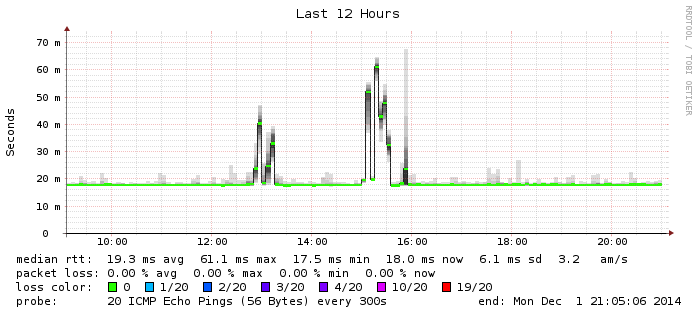 Last 12 Hours
RRDTOOL / TOBI OETIKER
Seconds
70 m
60 m
50 m
40 m
30 m
20 m
10 m
0
10:00 12:00 14:00 16:00 18:00 20:00
median rtt: 19.3 ms avg 61.1 ms max 17.5 ms min 18.0 ms now 6.1 ms sd 3.2 am/s
packet loss: 0.00 % avg 0.00 % max 0.00 % min 0.00 % now
loss color: 0 1/20 2/20 3/20 4/20 10/20 19/20
probe: 20 ICMP Echo Pings (56 Bytes) every 300s end: Mon Dec 1 21:05:06 2014